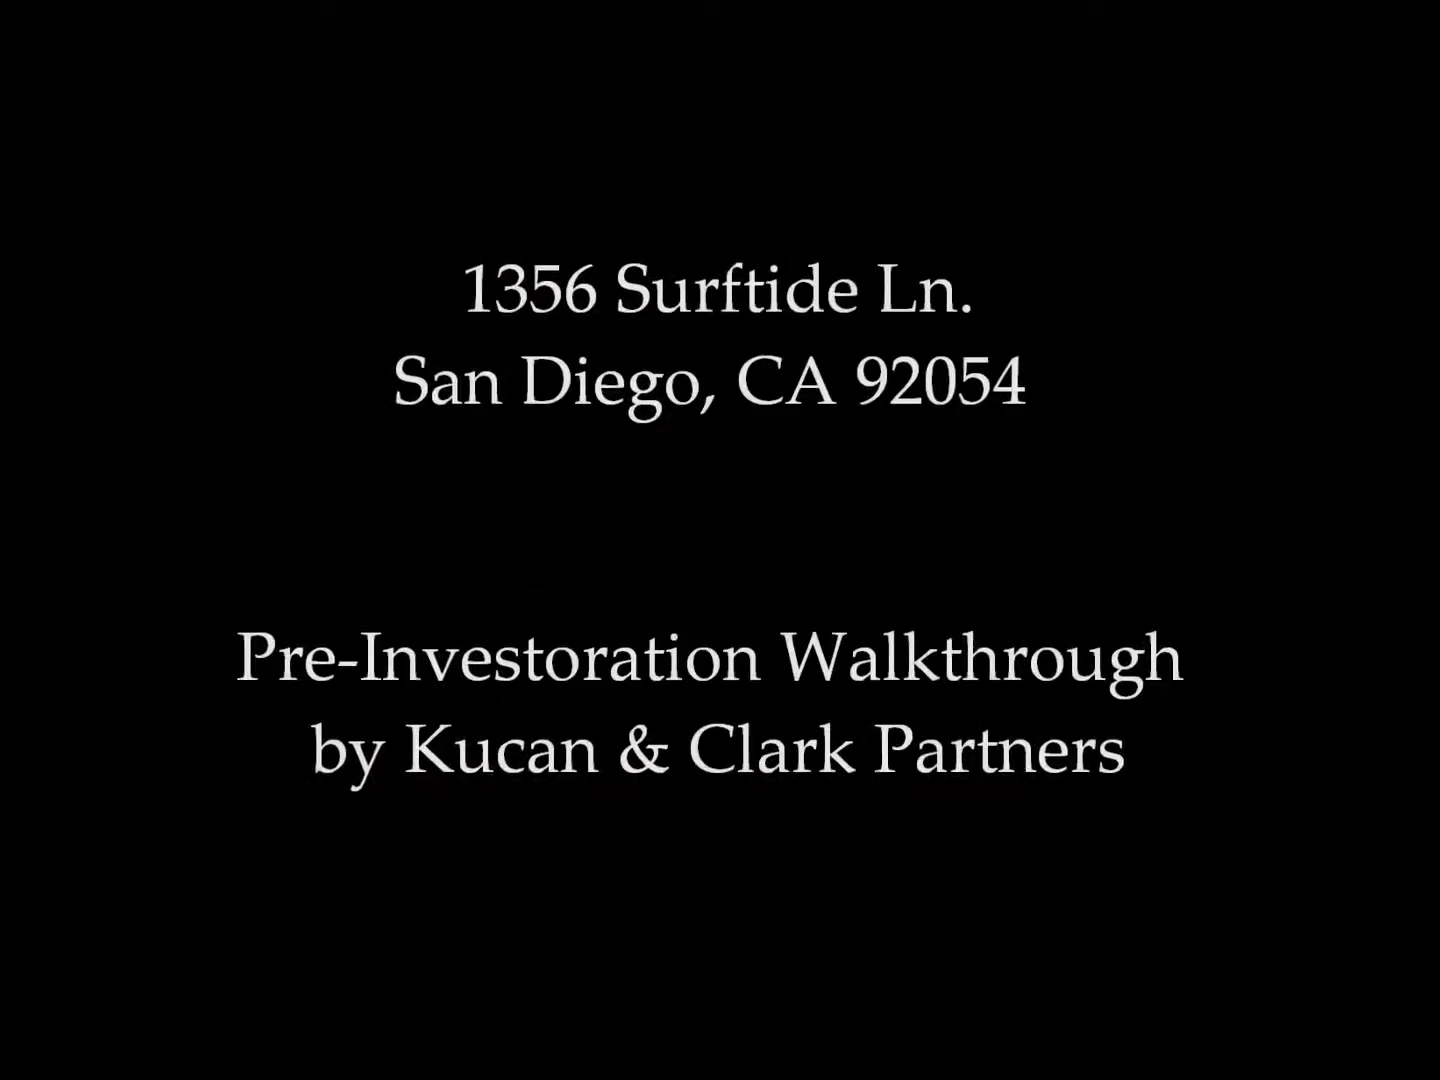 1356 Surftide Ln.
San Diego, CA 92054
Pre-Investoration Walkthrough
by Kucan & Clark Partners